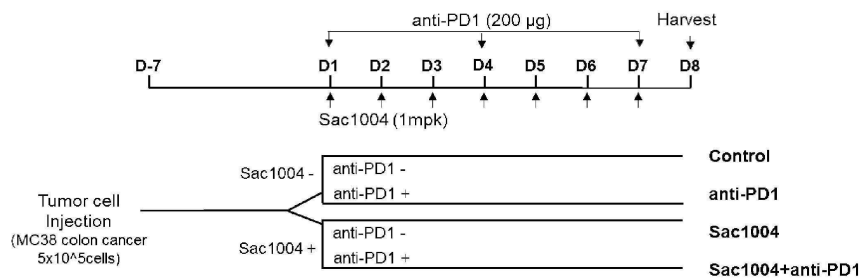 anti-PD1 (200 µg)
Harvest
D-7 D1 D2 D3 D4 D5 D6 D7 D8
Sac1004 (1mpk)
Control
Sac1004 - anti-PD1 -
anti-PD1 + anti-PD1
Tumor cell
Injection
(MC38 colon cancer
5x10^5cells)
anti-PD1 - Sac1004
Sac1004 + anti-PD1 +
Sac1004+anti-PD1